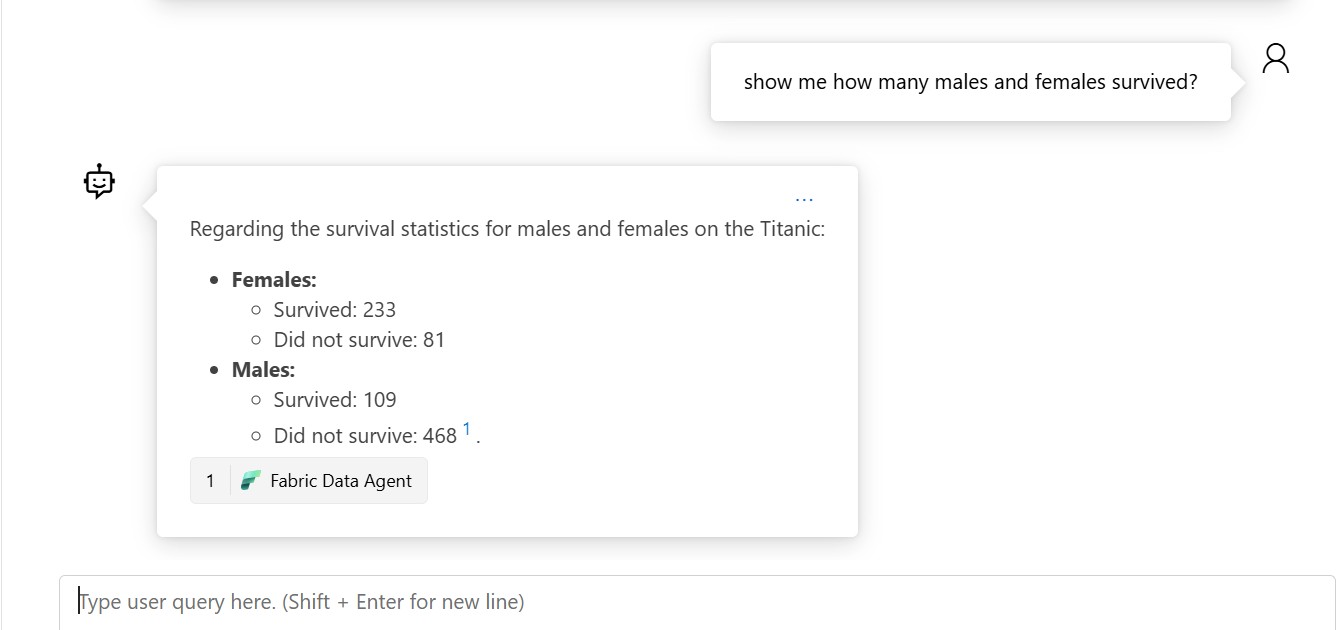 show me how many males and females survived?
...
Regarding the survival statistics for males and females on the Titanic:
• Females:
○ Survived: 233
○ Did not survive: 81
• Males:
○ Survived: 109
○ Did not survive: 468 1 .
1 Fabric Data Agent
Type user query here. (Shift + Enter for new line)